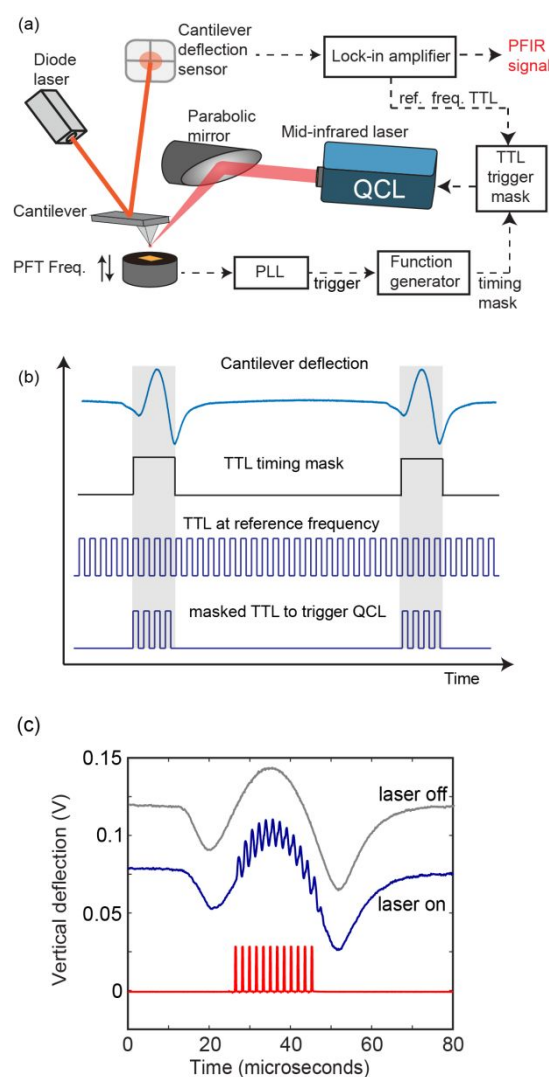 (a)
Cantilever
deflection
sensor
Diode
laser
Lock-in amplifier
PFIR
signal
ref. freq. TTL
Parabolic
mirror
Mid-infrared laser
QCL
TTL
trigger
mask
Cantilever
PFT Freq.
PLL
trigger
Function
generator
timing
mask
(b)
Cantilever deflection
TTL timing mask
TTL at reference frequency
masked TTL to trigger QCL
Time
(c)
Vertical deflection (V)
0.15
0.1
0.05
0
laser off
laser on
0 20 40 60 80
Time (microseconds)